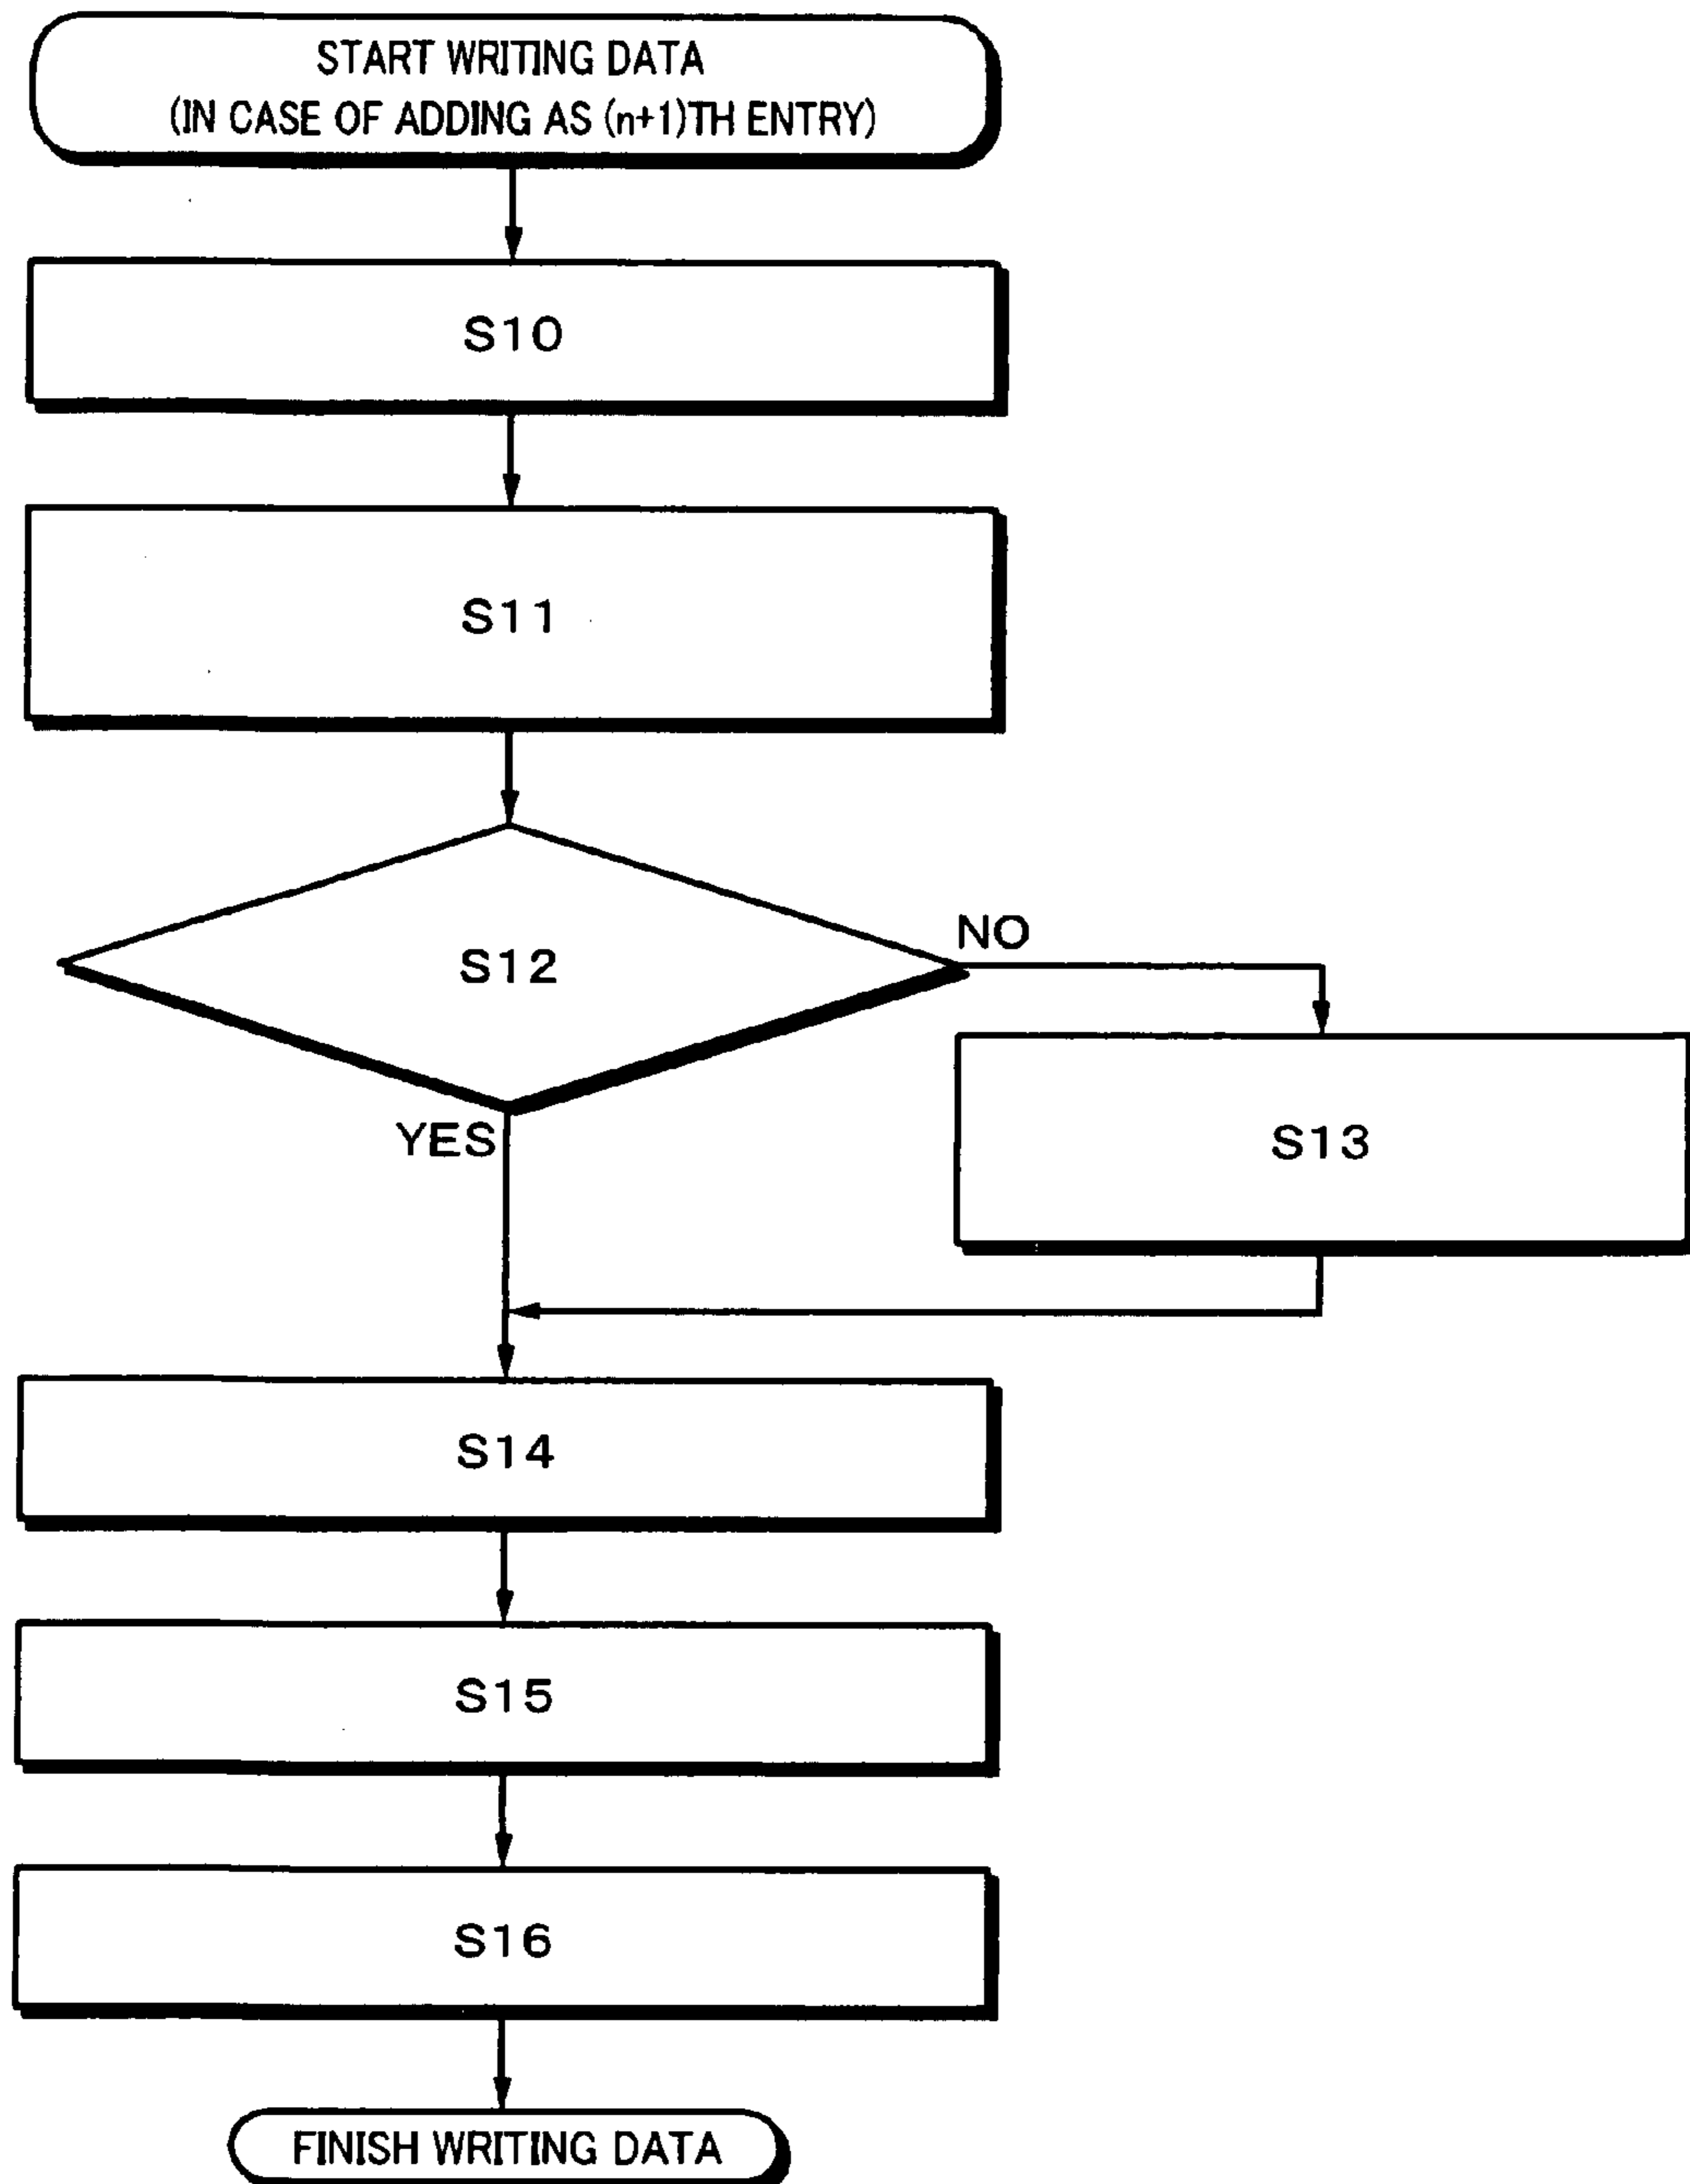 START WRITING DATA
(IN CASE OF ADDING AS (n+1)TH ENTRY)
S10
S11
S12
NO
YES
S13
S14
S15
S16
FINISH WRITING DATA